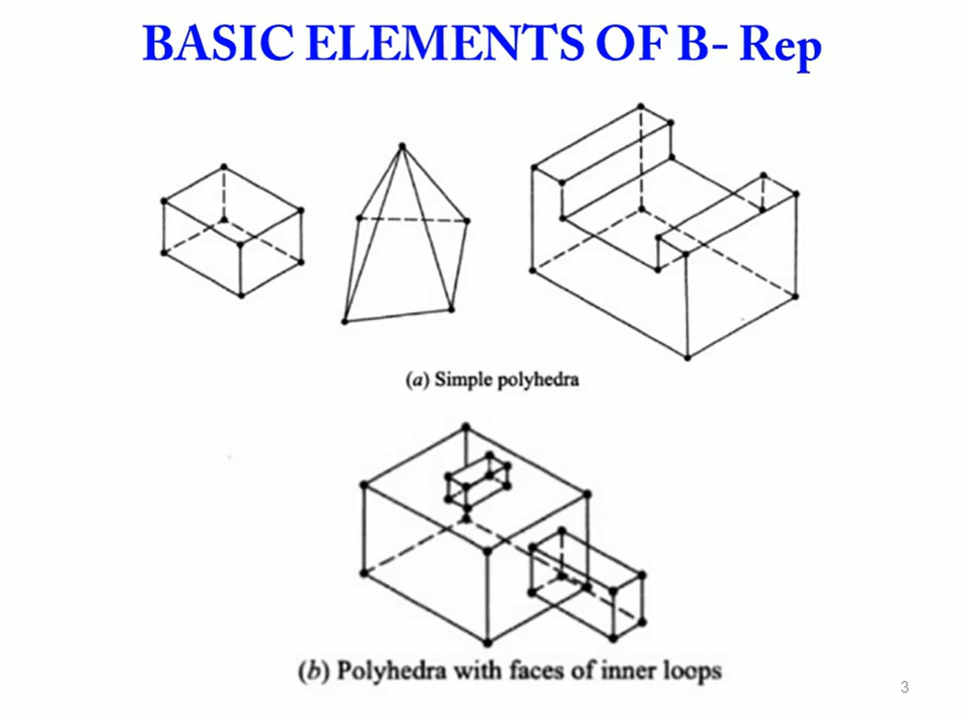 BASIC ELEMENTS OF B- Rep
(a) Simple polyhedra
(b) Polyhedra with faces of inner loops
3